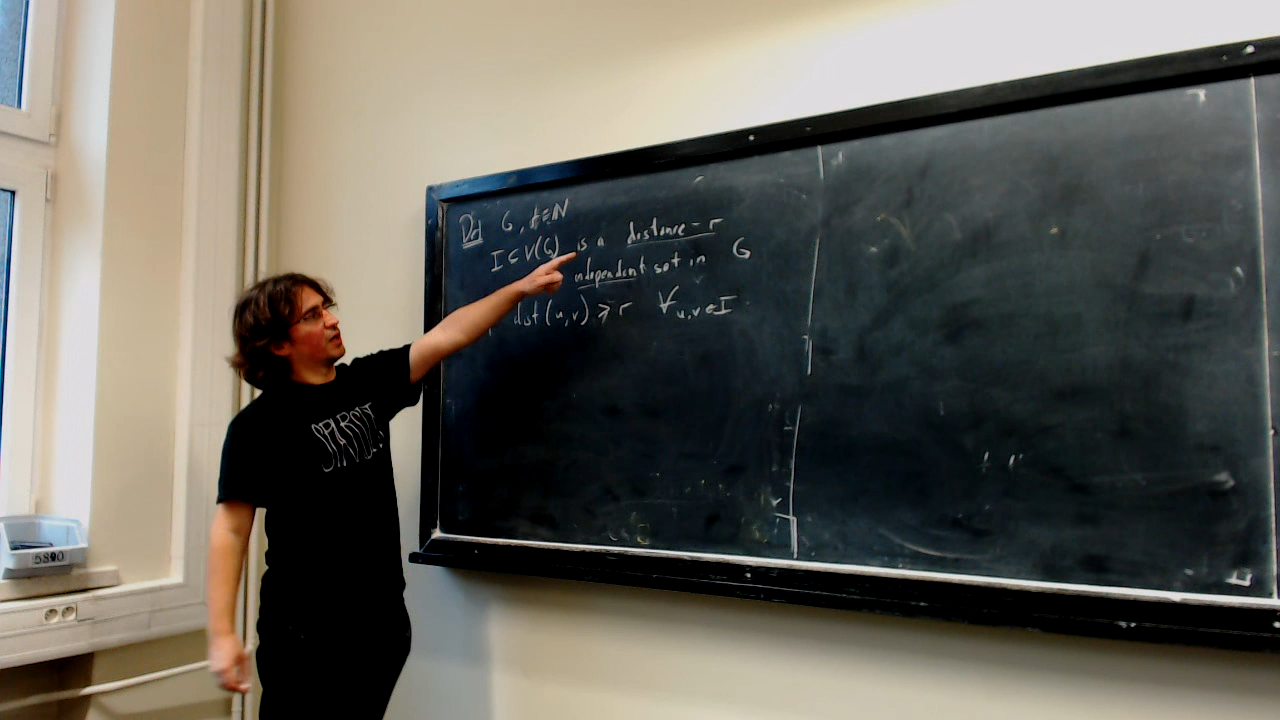 Def G, r∈N
I ⊂ V(G) is a distance-r
independent set in G
dist(u,v) ⩾ r ∀u,v∈I
SPARSITY
5890